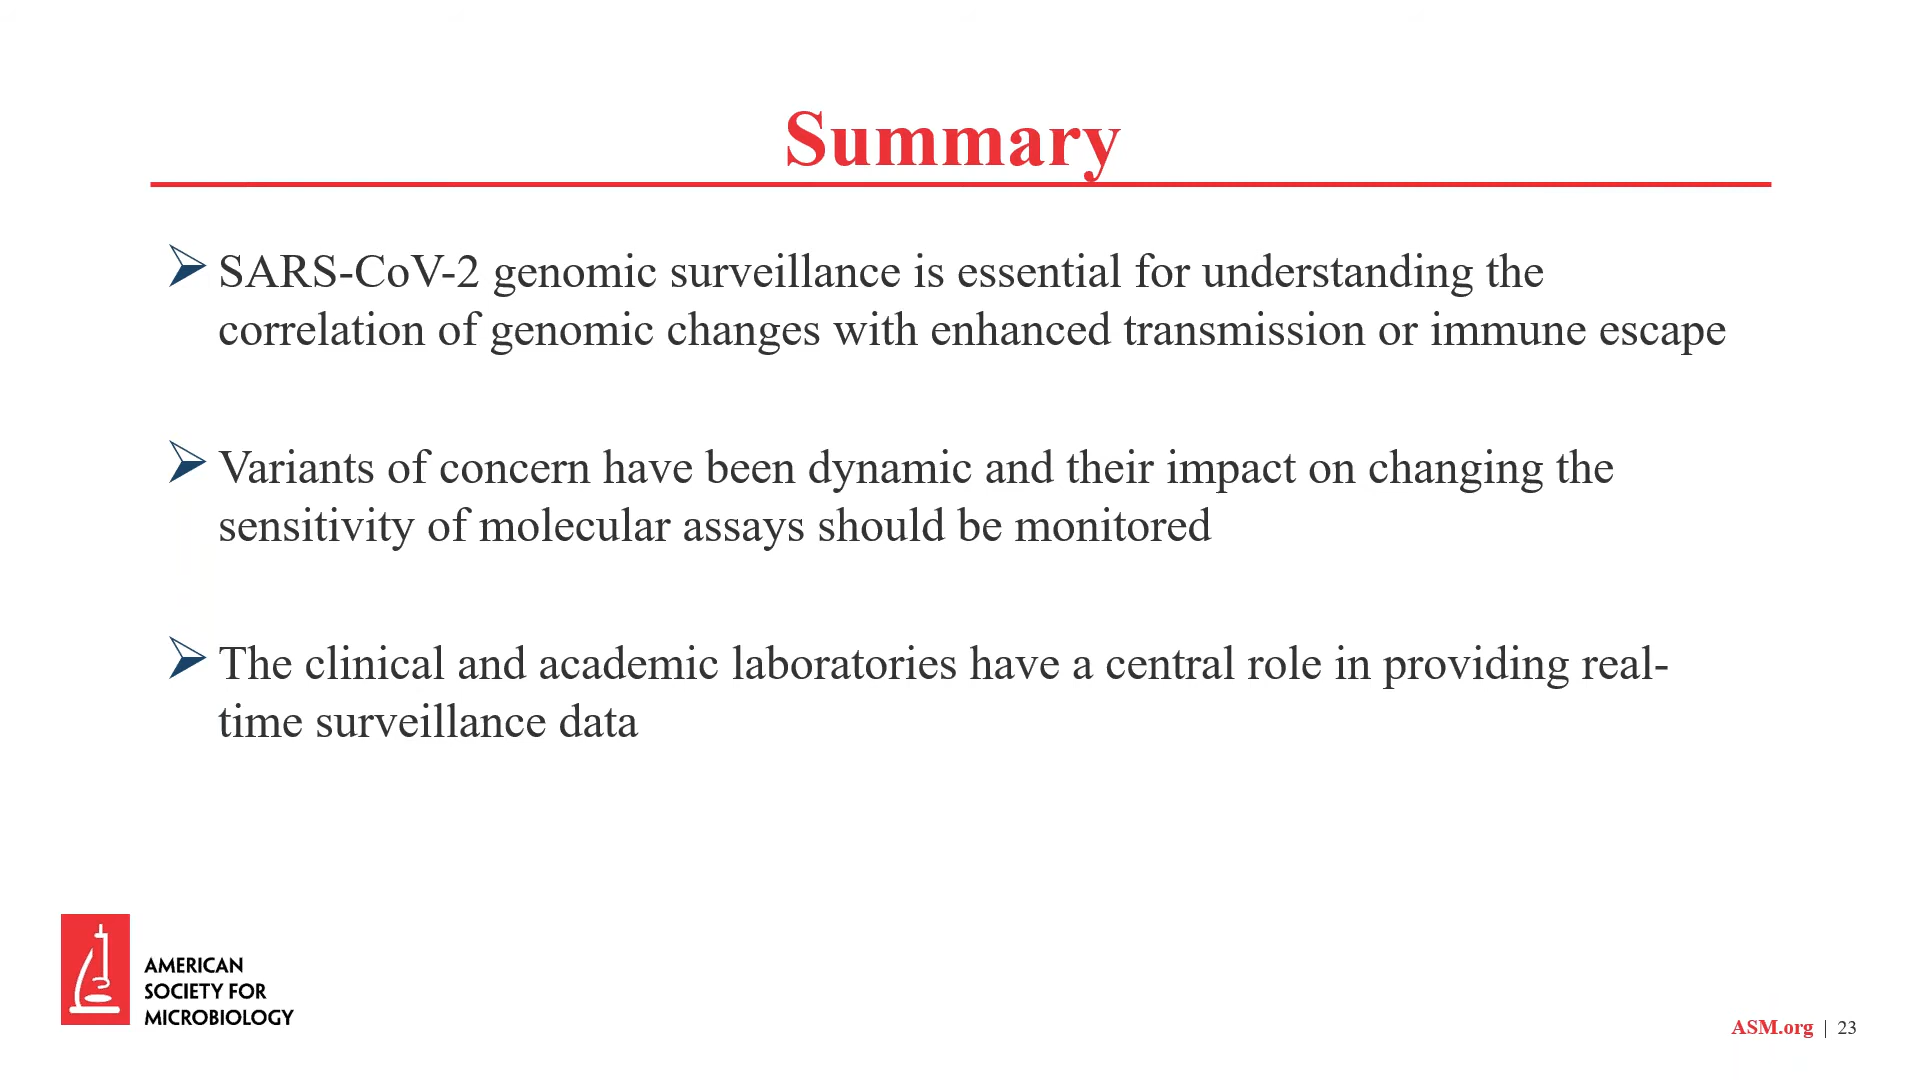 Summary
SARS-CoV-2 genomic surveillance is essential for understanding the
correlation of genomic changes with enhanced transmission or immune escape
Variants of concern have been dynamic and their impact on changing the
sensitivity of molecular assays should be monitored
The clinical and academic laboratories have a central role in providing real-
time surveillance data
AMERICAN
SOCIETY FOR
MICROBIOLOGY
ASM.org | 23